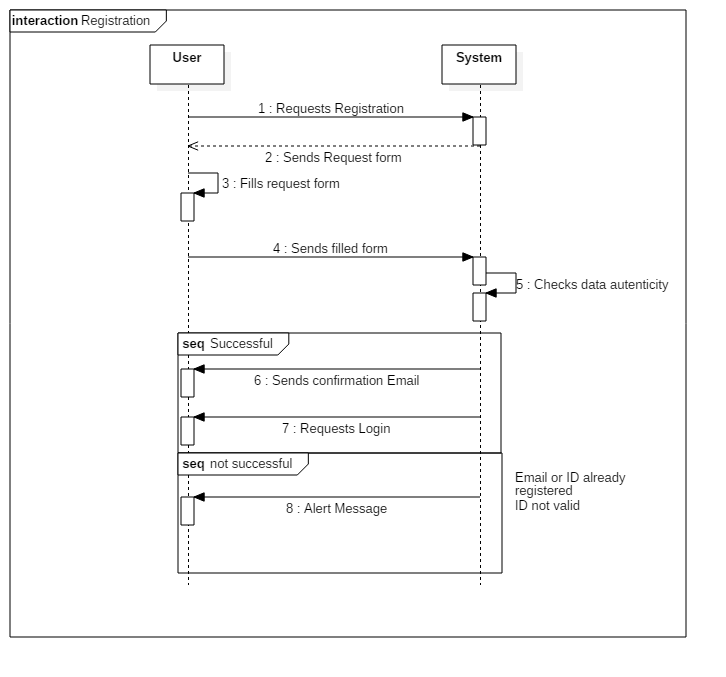 interaction Registration
User
System
1 : Requests Registration
2 : Sends Request form
3 : Fills request form
4 : Sends filled form
5 : Checks data autenticity
seq Successful
6 : Sends confirmation Email
7 : Requests Login
seq not successful
Email or ID already
registered
ID not valid
8 : Alert Message